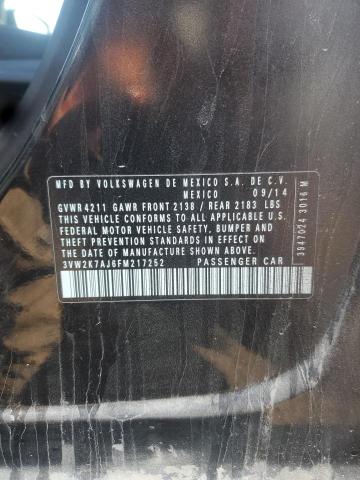 MFD BY VOLKSWAGEN DE MEXICO S.A. DE C.V.
MEXICO 09/14
GVWR4211 GAWR FRONT 2138 / REAR 2183 LBS
THIS VEHICLE CONFORMS TO ALL APPLICABLE U.S.
FEDERAL MOTOR VEHICLE SAFETY, BUMPER AND
THEFT PREVENTION STANDARDS IN EFFECT ON
THE DATE OF MANUFACTURE SHOWN ABOVE.
3VW2K7AJ6FM217252 PASSENGER CAR
3947024 3016 M